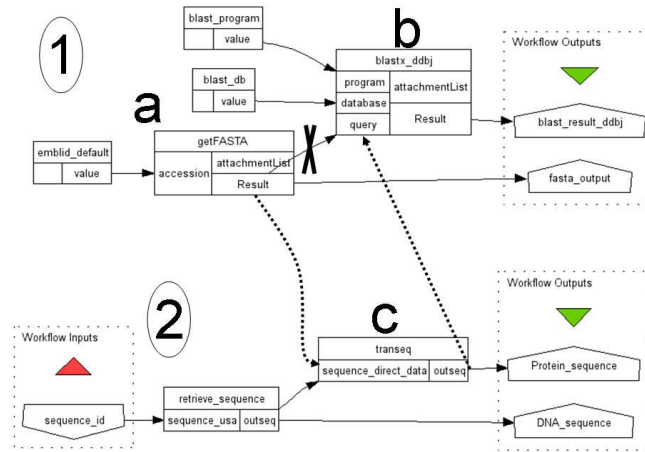 1
blast_program
value
blast_db
value
b
blastx_ddbj
program
attachmentList
database
query
Result
Workflow Outputs
blast_result_ddbj
fasta_output
a
emblid_default
value
getFASTA
attachmentList
accession
Result
X
2
Workflow Inputs
sequence_id
retrieve_sequence
sequence_usa outseq
c
transeq
sequence_direct_data outseq
Workflow Outputs
Protein_sequence
DNA_sequence